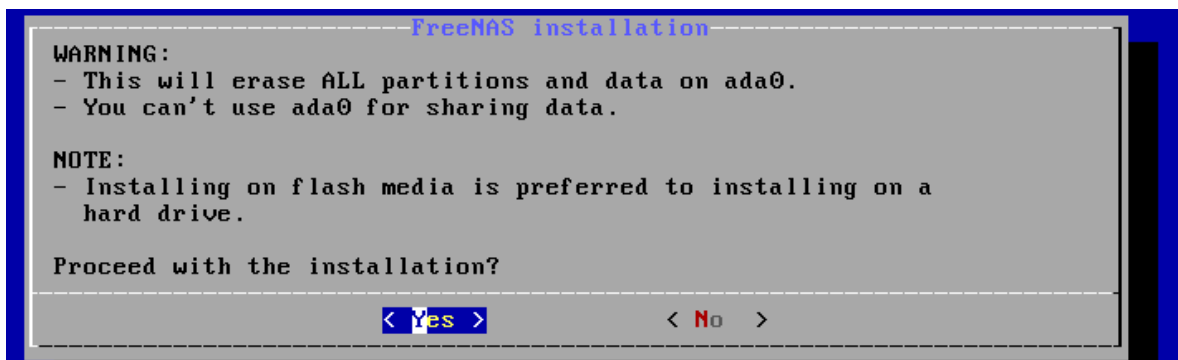 FreeNAS installation
WARNING:
- This will erase ALL partitions and data on ada0.
- You can't use ada0 for sharing data.
NOTE:
- Installing on flash media is preferred to installing on a
hard drive.
Proceed with the installation?
< Yes > < No >